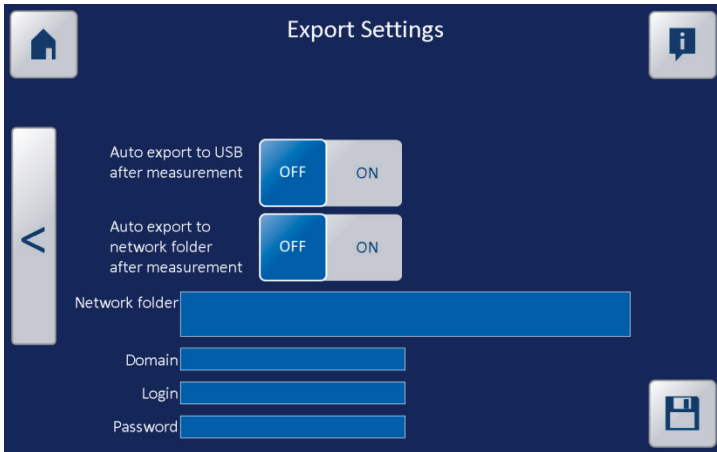 Export Settings
i
Auto export to USB
after measurement
OFF ON
<
Auto export to
network folder
after measurement
OFF ON
Network folder
Domain
Login
Password